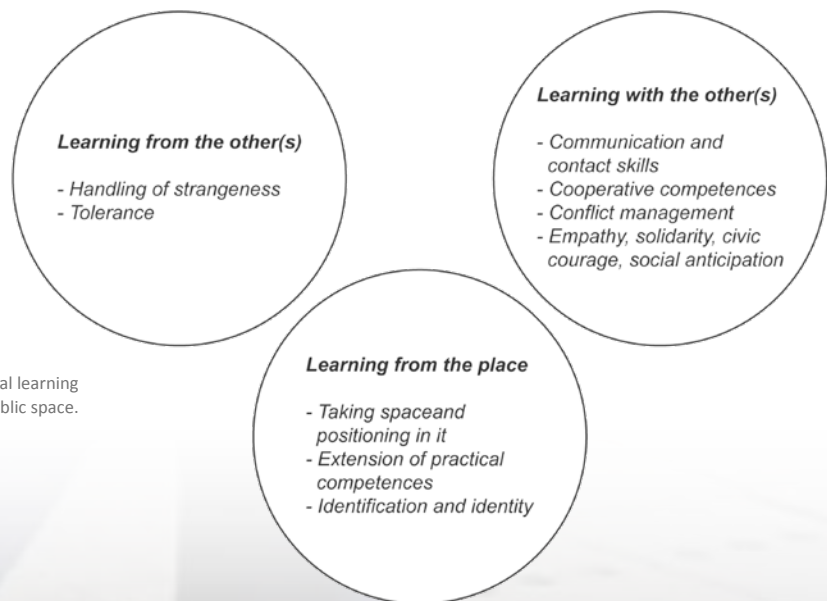 Learning from the other(s)
- Handling of strangeness
- Tolerance
Learning with the other(s)
- Communication and
contact skills
- Cooperative competences
- Conflict management
- Empathy, solidarity, civic
courage, social anticipation
Learning from the place
- Taking spaceand
positioning in it
- Extension of practical
competences
- Identification and identity
learning
space.